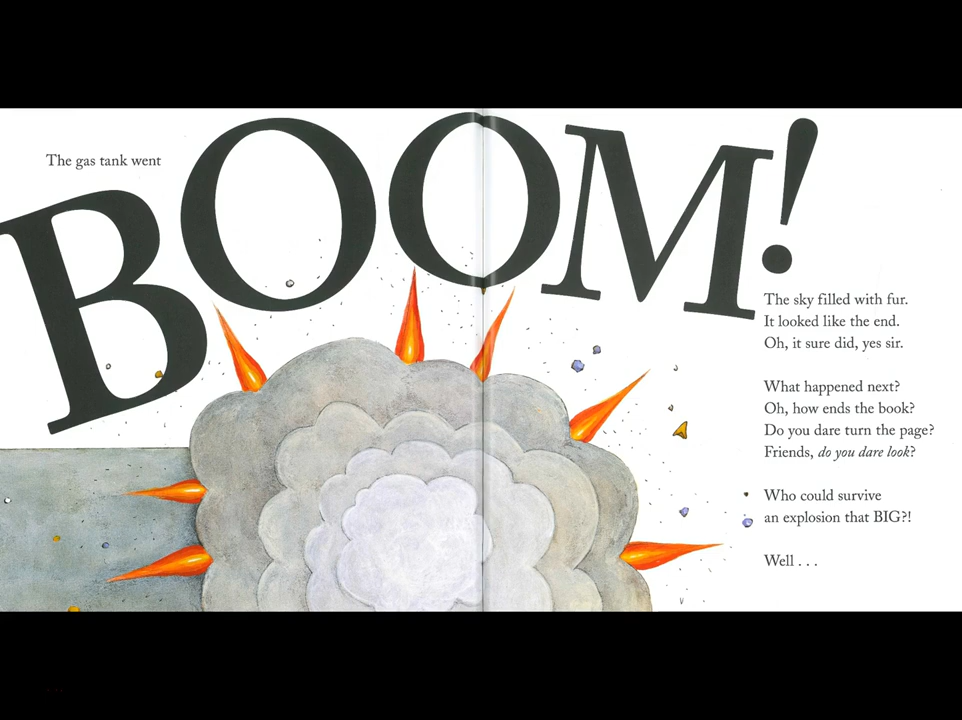 The gas tank went
BOOM!
The sky filled with fur.
It looked like the end.
Oh, it sure did, yes sir.
What happened next?
Oh, how ends the book?
Do you dare turn the page?
Friends, do you dare look?
Who could survive
an explosion that BIG?!
Well . . .